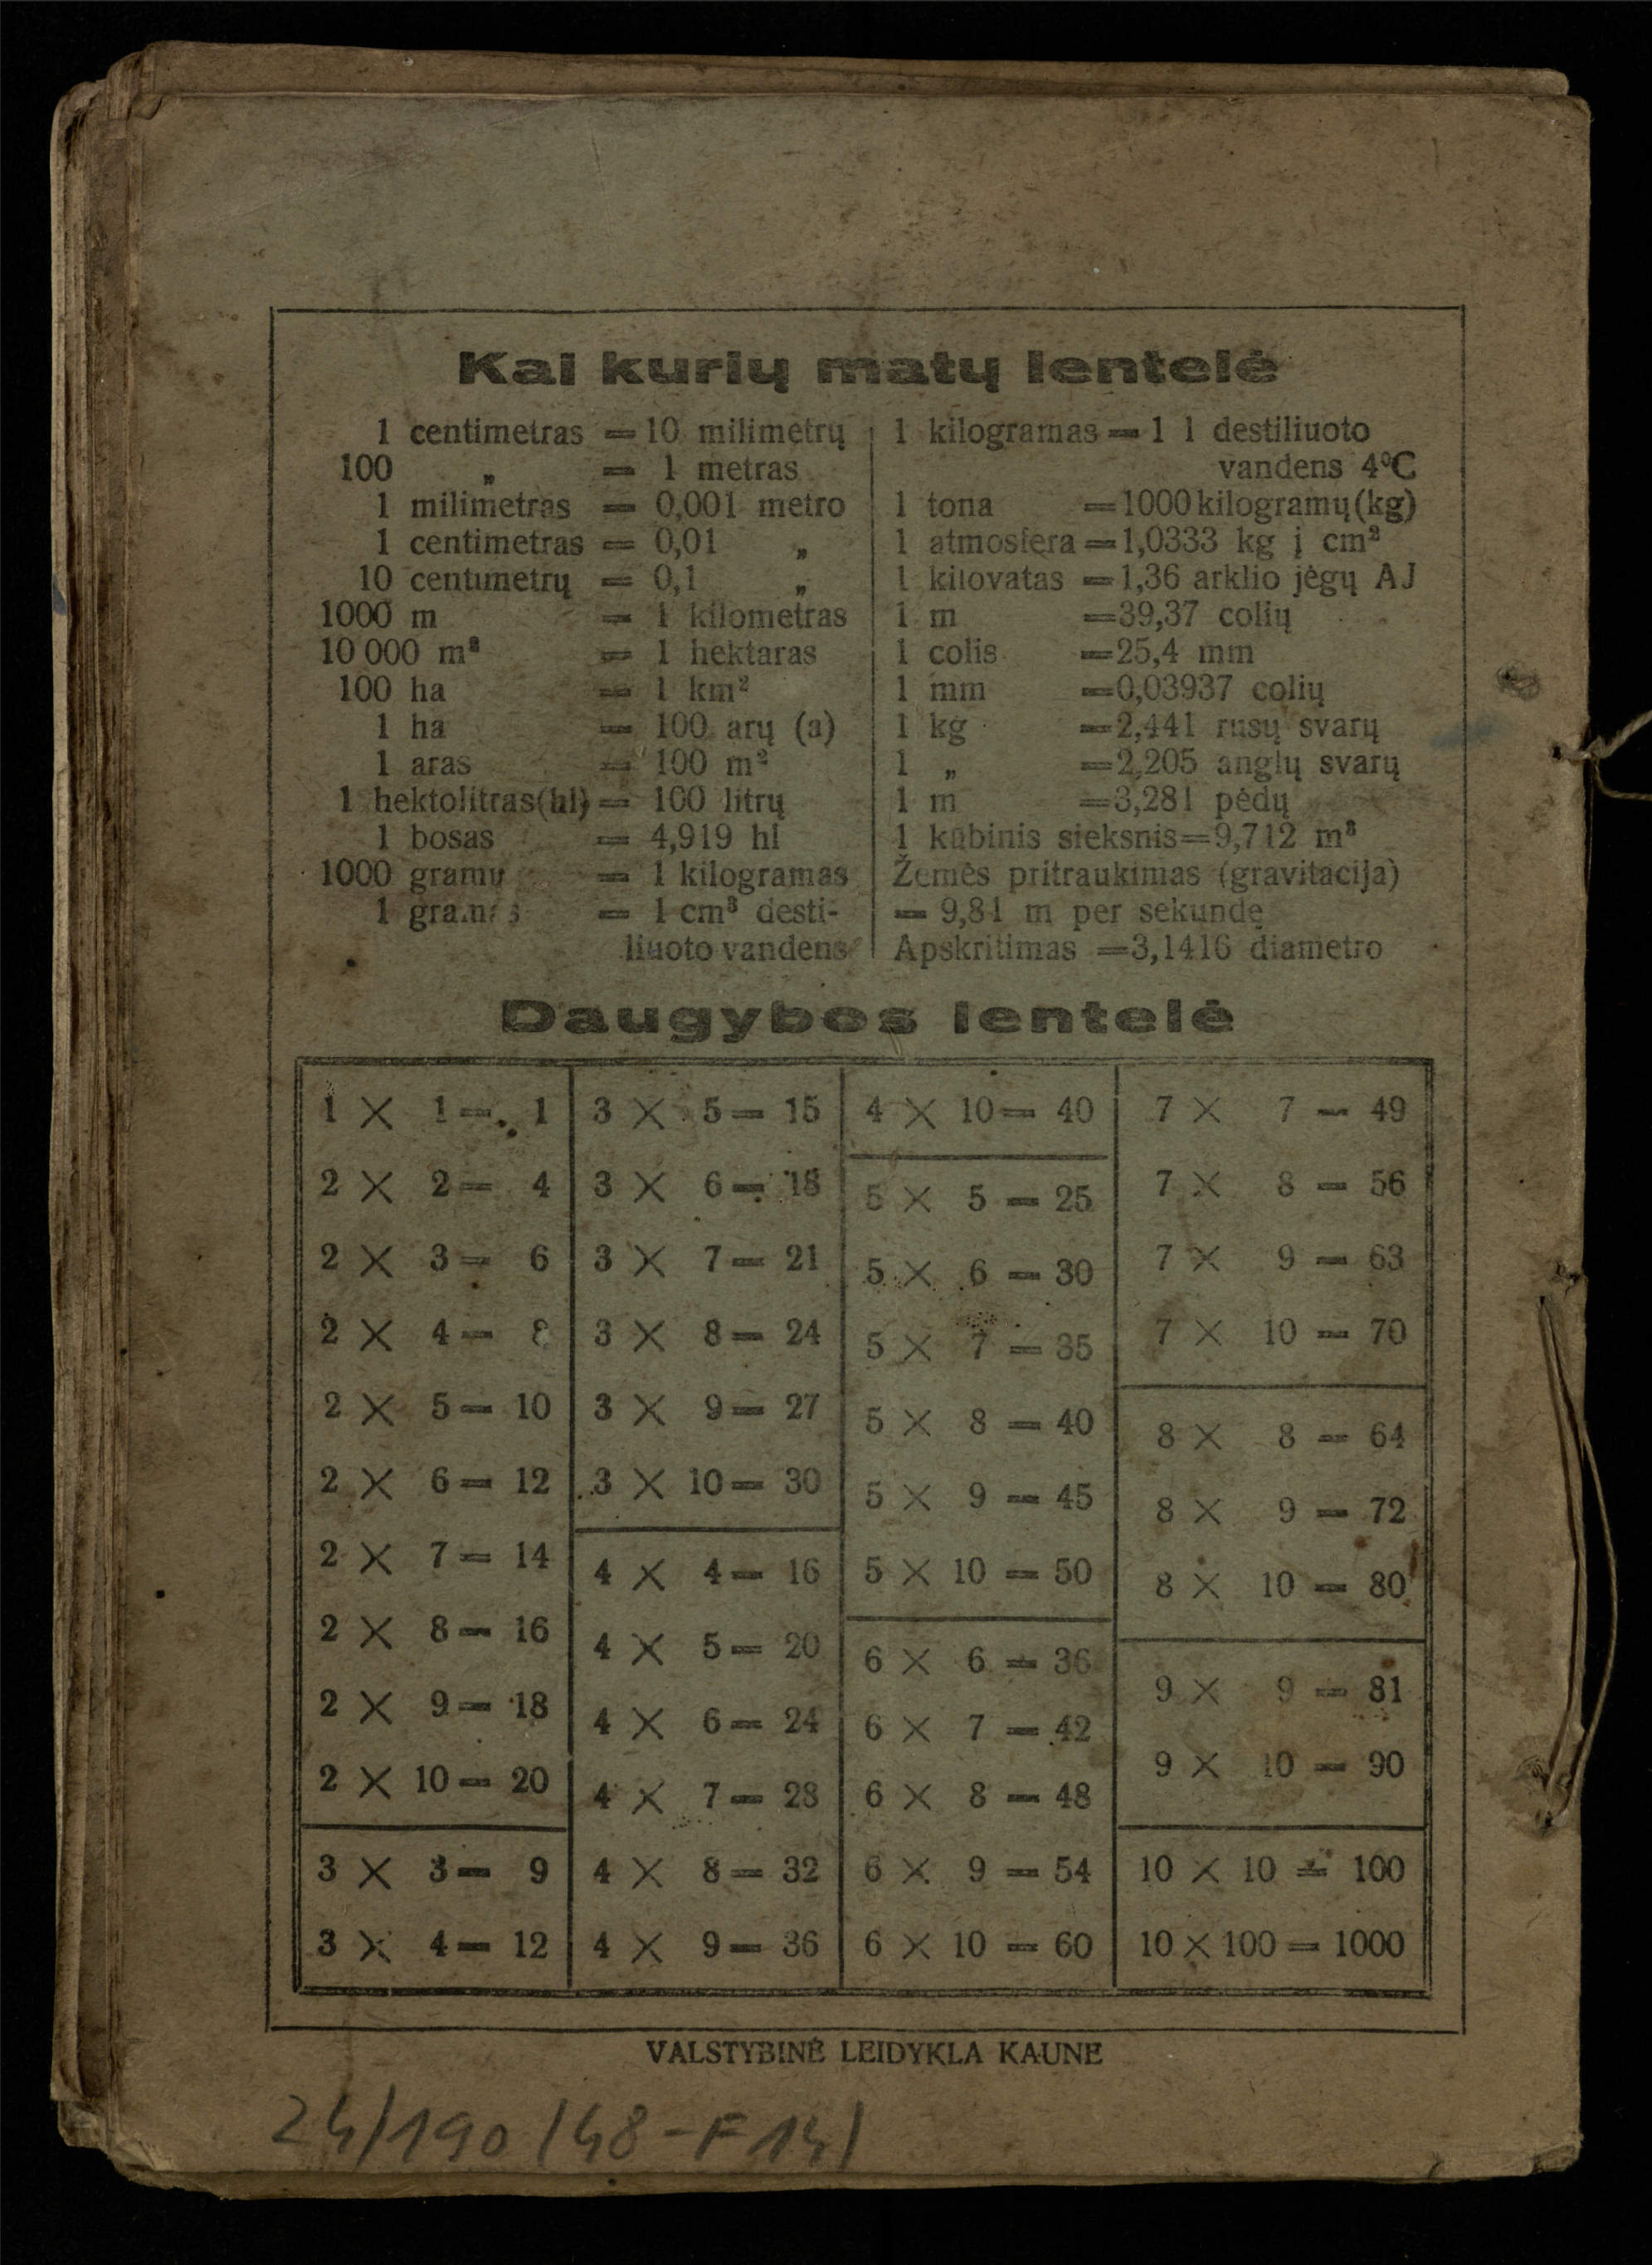 Kai kurių matų lentelė
1 centimetras = 10 milimetrų
100 „ = 1 metras
1 milimetras = 0,001 metro
1 centimetras = 0,01 „
10 centimetrų = 0,1 „
1000 m = 1 kilometras
10 000 m² = 1 hektaras
100 ha = 1 km²
1 ha = 100 arų (a)
1 aras = 100 m²
1 hektolitras(hl) = 100 litrų
1 bosas = 4,919 hl
1000 gramų = 1 kilogramas
1 gramas = 1 cm³ desti-
liuoto vandens
1 kilogramas = 1 l destiliuoto
vandens 4°C
1 tona = 1000 kilogramų(kg)
1 atmosfera = 1,0333 kg į cm²
1 kilovatas = 1,36 arklio jėgų AJ
1 m = 39,37 colių
1 colis = 25,4 mm
1 mm = 0,03937 colių
1 kg = 2,441 rusų svarų
1 „ = 2,205 anglų svarų
1 m = 3,281 pėdų
1 kūbinis sieksnis = 9,712 m³
Žemės pritraukimas (gravitacija)
= 9,81 m per sekundę
Apskritimas = 3,1416 diametro
Daugybos lentelė
1 × 1 = 1
2 × 2 = 4
2 × 3 = 6
2 × 4 = 8
2 × 5 = 10
2 × 6 = 12
2 × 7 = 14
2 × 8 = 16
2 × 9 = 18
2 × 10 = 20
3 × 3 = 9
3 × 4 = 12
3 × 5 = 15
3 × 6 = 18
3 × 7 = 21
3 × 8 = 24
3 × 9 = 27
3 × 10 = 30
4 × 4 = 16
4 × 5 = 20
4 × 6 = 24
4 × 7 = 28
4 × 8 = 32
4 × 9 = 36
4 × 10 = 40
5 × 5 = 25
5 × 6 = 30
5 × 7 = 35
5 × 8 = 40
5 × 9 = 45
5 × 10 = 50
6 × 6 = 36
6 × 7 = 42
6 × 8 = 48
6 × 9 = 54
6 × 10 = 60
7 × 7 = 49
7 × 8 = 56
7 × 9 = 63
7 × 10 = 70
8 × 8 = 64
8 × 9 = 72
8 × 10 = 80
9 × 9 = 81
9 × 10 = 90
10 × 10 = 100
10 × 100 = 1000
VALSTYBINĖ LEIDYKLA KAUNE
24/190/48-F14/